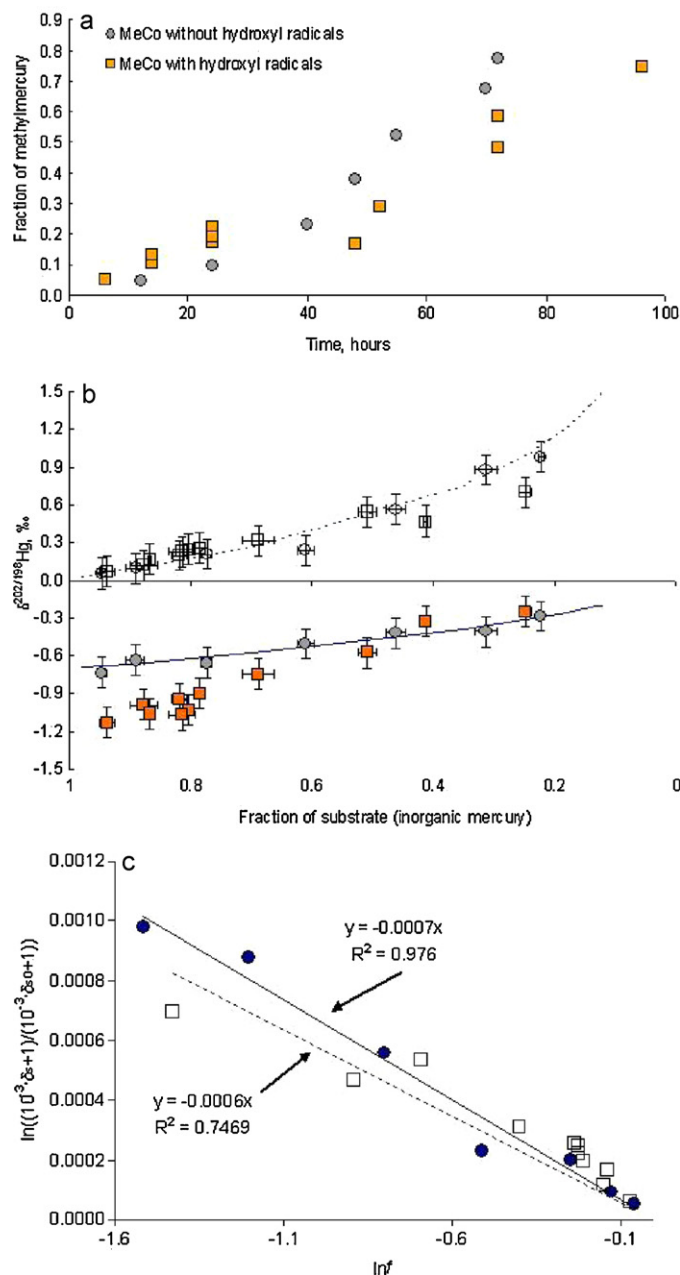 a
MeCo without hydroxyl radicals
MeCo with hydroxyl radicals
Fraction of methylmercury
0.9
0.8
0.7
0.6
0.5
0.4
0.3
0.2
0.1
0.0
0 20 40 60 80 100
Time, hours
b
δ202/198Hg, ‰
1.5
1.2
0.9
0.6
0.3
0.0
-0.3
-0.6
-0.9
-1.2
-1.5
1 0.8 0.6 0.4 0.2 0
Fraction of substrate (inorganic mercury)
c
ln((10⁻³·δs+1)/(10⁻³·δs0+1))
0.0012
0.0010
0.0008
0.0006
0.0004
0.0002
0.0000
y = -0.0007x
R² = 0.976
y = -0.0006x
R² = 0.7469
-1.6 -1.1 -0.6 -0.1
lnf